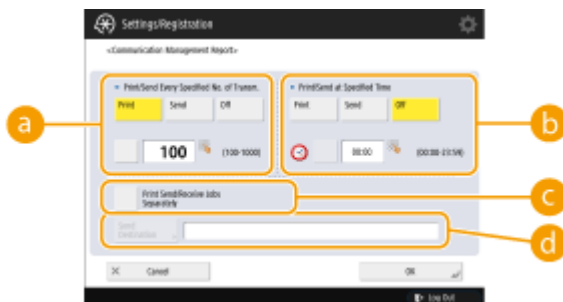 Settings/Registration
<Communication Management Report>
Print/Send Every Specified No. of Transm.
Print Send Off
100 (100-1000)
Print/Send at Specified Time
Print Send Off
00:00 (00:00-23:59)
Print Send/Receive Jobs
Separately
Send
Destination
Cancel
OK
Log Out
a
b
c
d